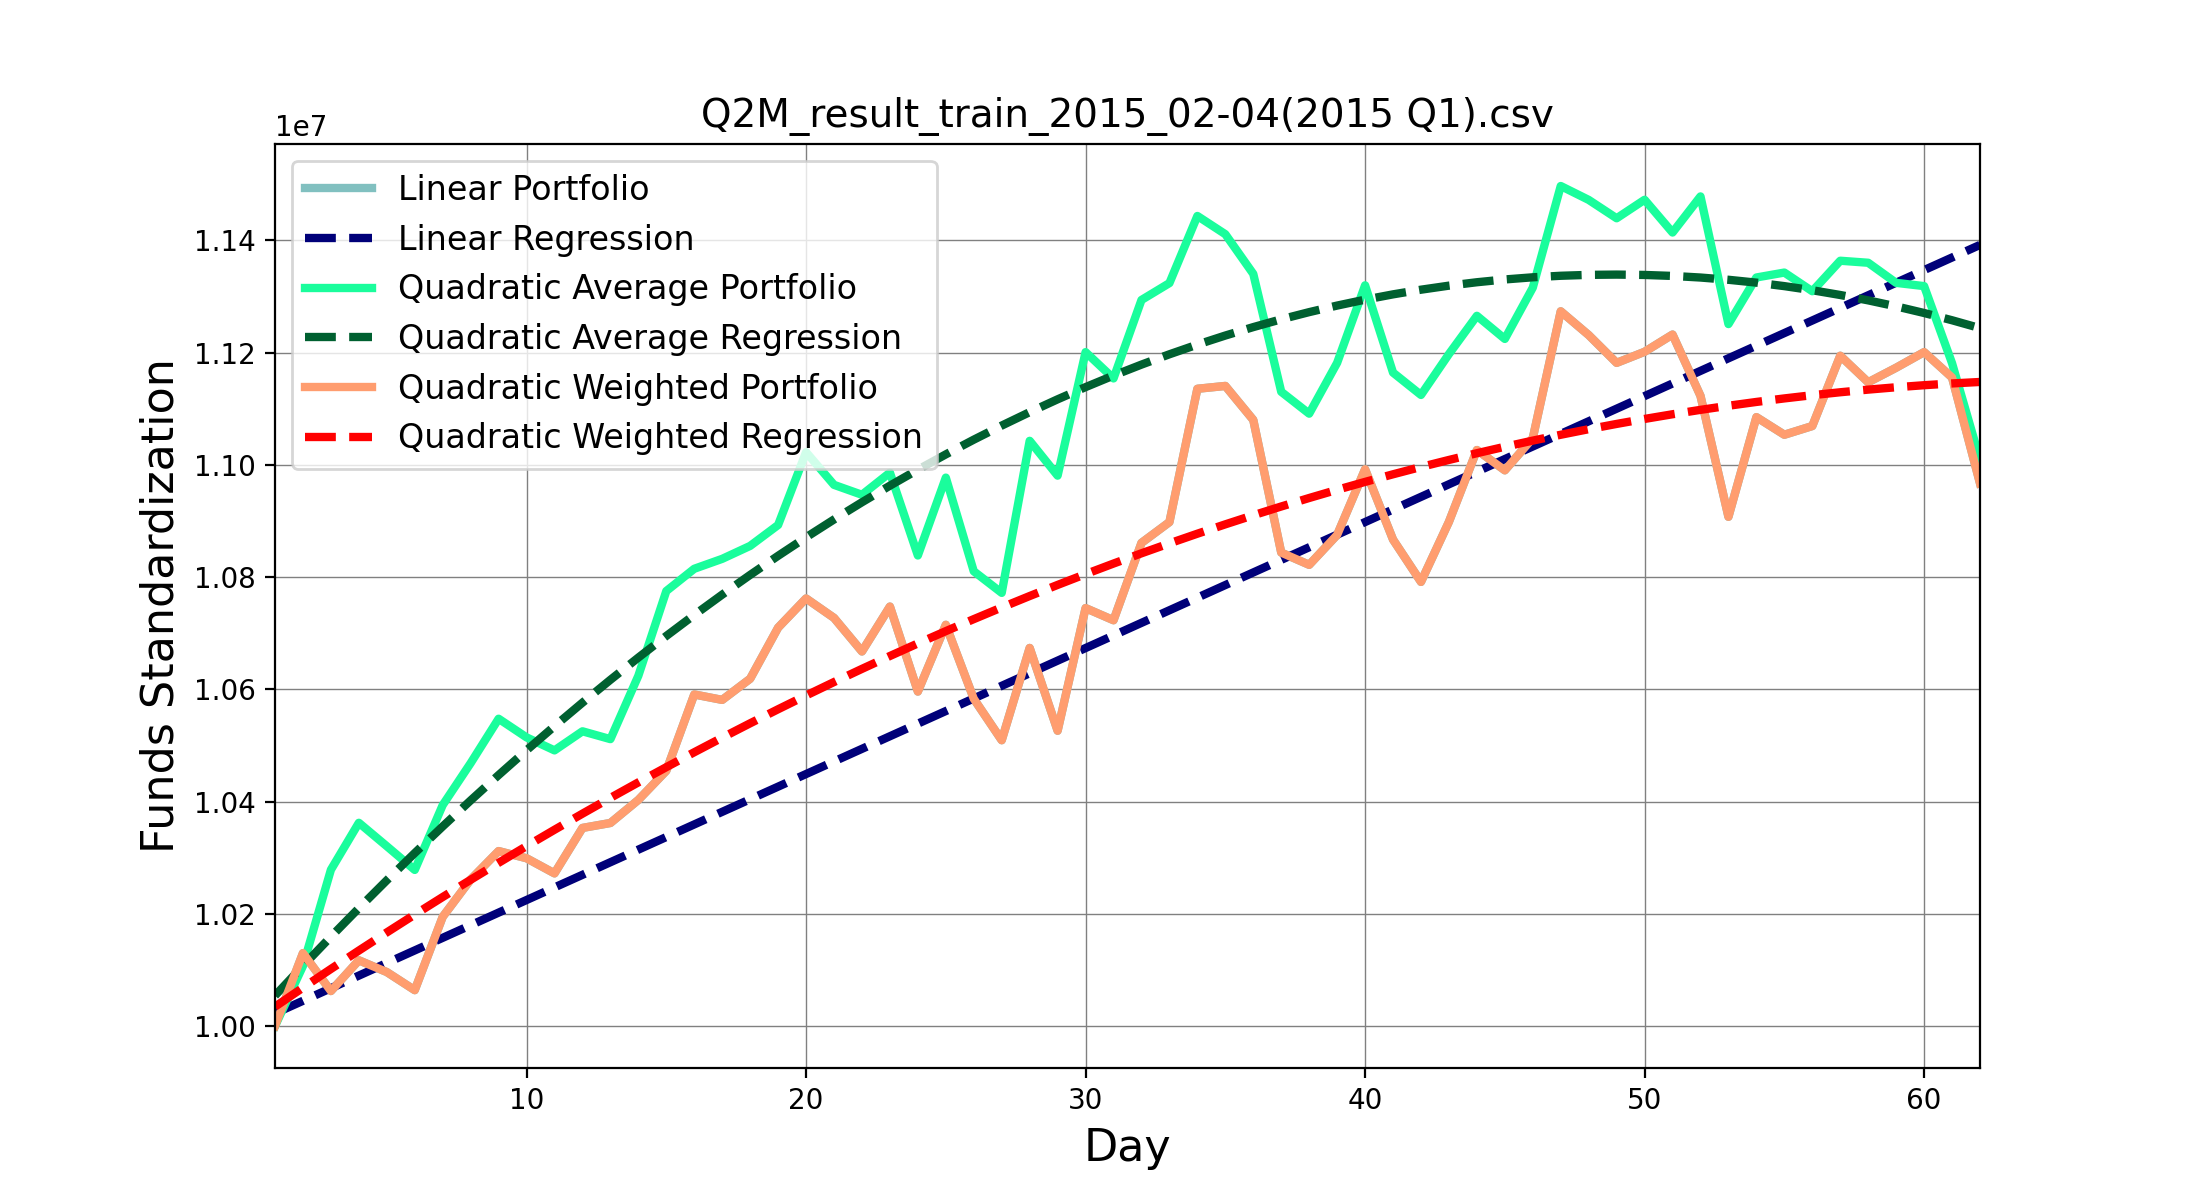 Q2M_result_train_2015_02-04(2015 Q1).csv
1e7
Linear Portfolio
Linear Regression
Quadratic Average Portfolio
Quadratic Average Regression
Quadratic Weighted Portfolio
Quadratic Weighted Regression
1.14
1.12
1.10
1.08
1.06
1.04
1.02
1.00
Funds Standardization
10 20 30 40 50 60
Day